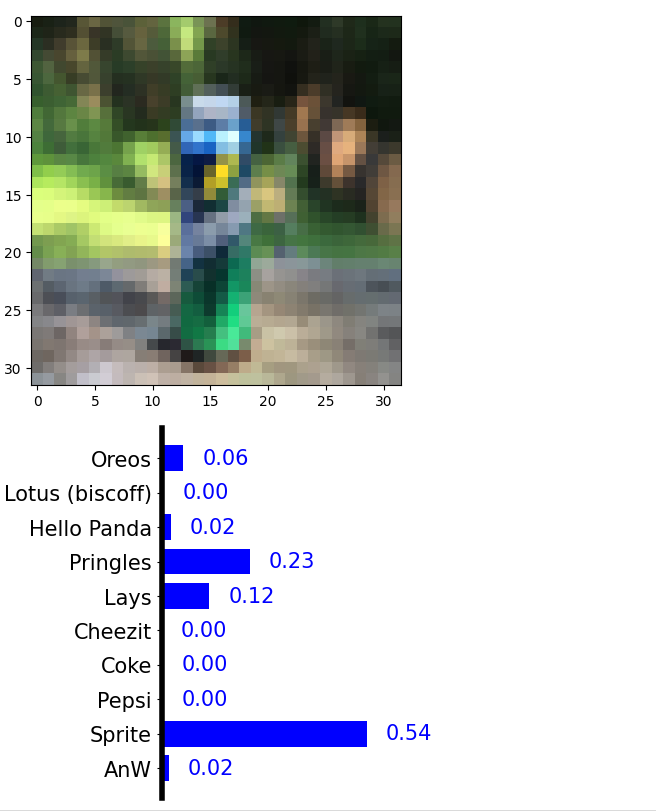 0
5
10
15
20
25
30
0 5 10 15 20 25 30
Oreos 0.06
Lotus (biscoff) 0.00
Hello Panda 0.02
Pringles 0.23
Lays 0.12
Cheezit 0.00
Coke 0.00
Pepsi 0.00
Sprite 0.54
AnW 0.02